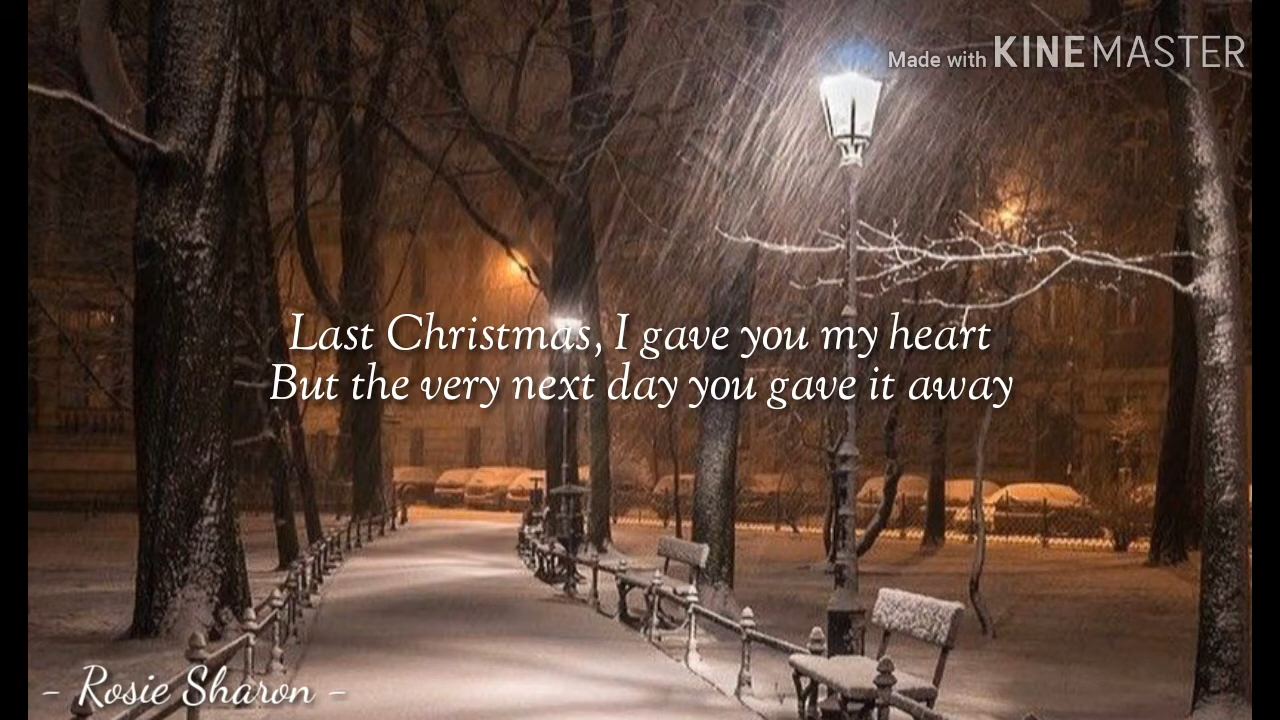 Made with KINEMASTER
Last Christmas, I gave you my heart
But the very next day you gave it away
- Rosie Sharon -